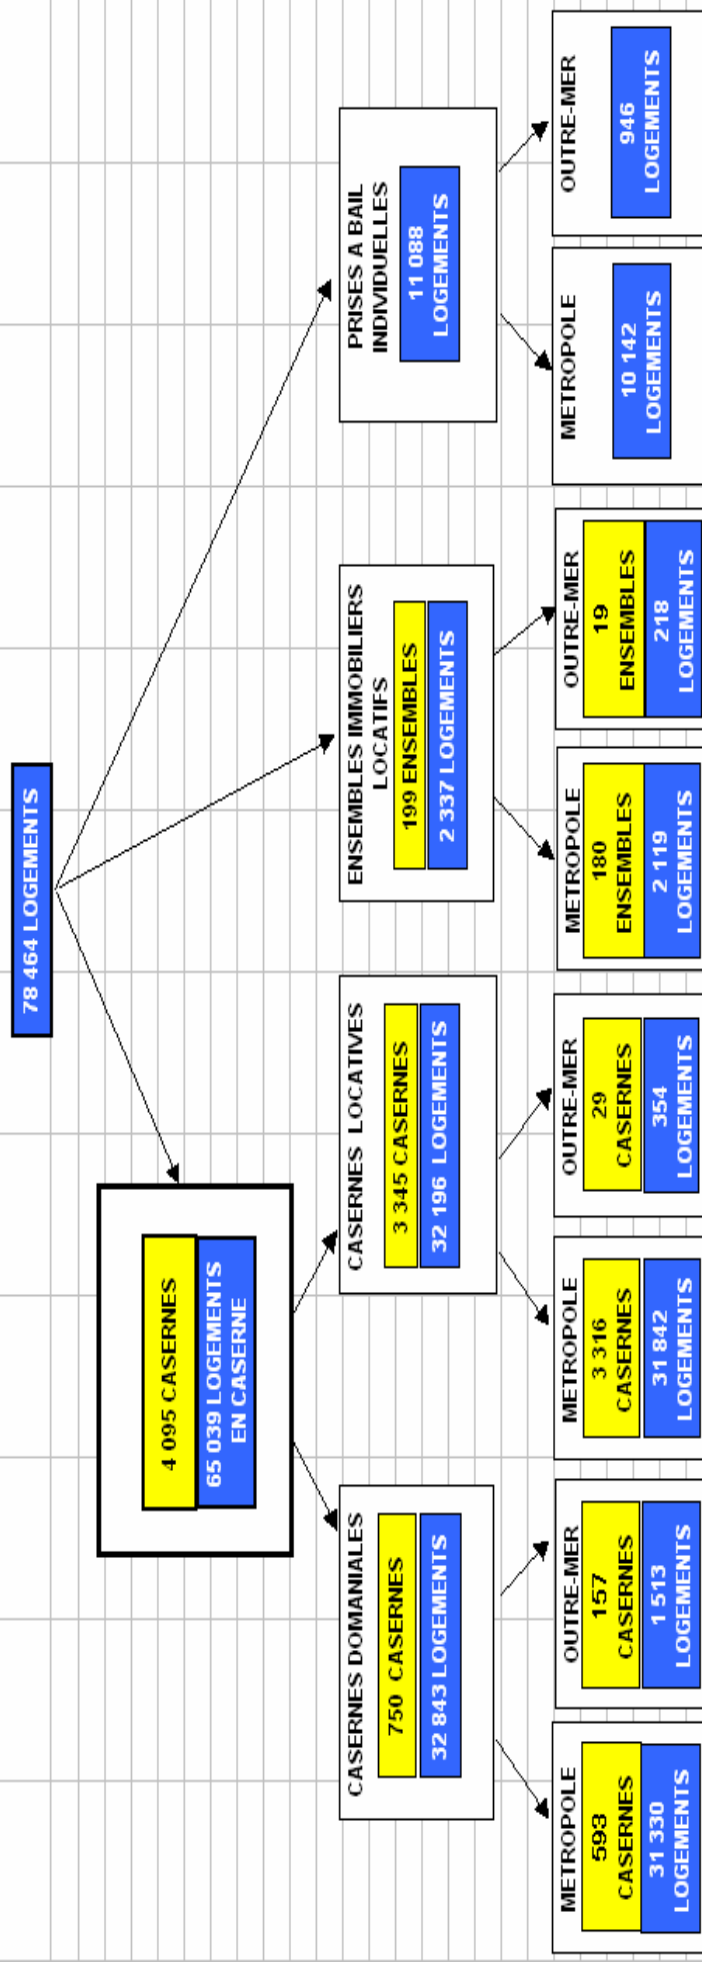 78 464 LOGEMENTS
4 095 CASERNES
65 039 LOGEMENTS
EN CASERNE
CASERNES DOMANIALES
750 CASERNES
32 843 LOGEMENTS
CASERNES LOCATIVES
3 345 CASERNES
32 196 LOGEMENTS
ENSEMBLES IMMOBILIERS
LOCATIFS
199 ENSEMBLES
2 337 LOGEMENTS
PRISES A BAIL
INDIVIDUELLES
11 088
LOGEMENTS
METROPOLE
593
CASERNES
31 330
LOGEMENTS
OUTRE-MER
157
CASERNES
1 513
LOGEMENTS
METROPOLE
3 316
CASERNES
31 842
LOGEMENTS
OUTRE-MER
29
CASERNES
354
LOGEMENTS
METROPOLE
180
ENSEMBLES
2 119
LOGEMENTS
OUTRE-MER
19
ENSEMBLES
218
LOGEMENTS
METROPOLE
10 142
LOGEMENTS
OUTRE-MER
946
LOGEMENTS